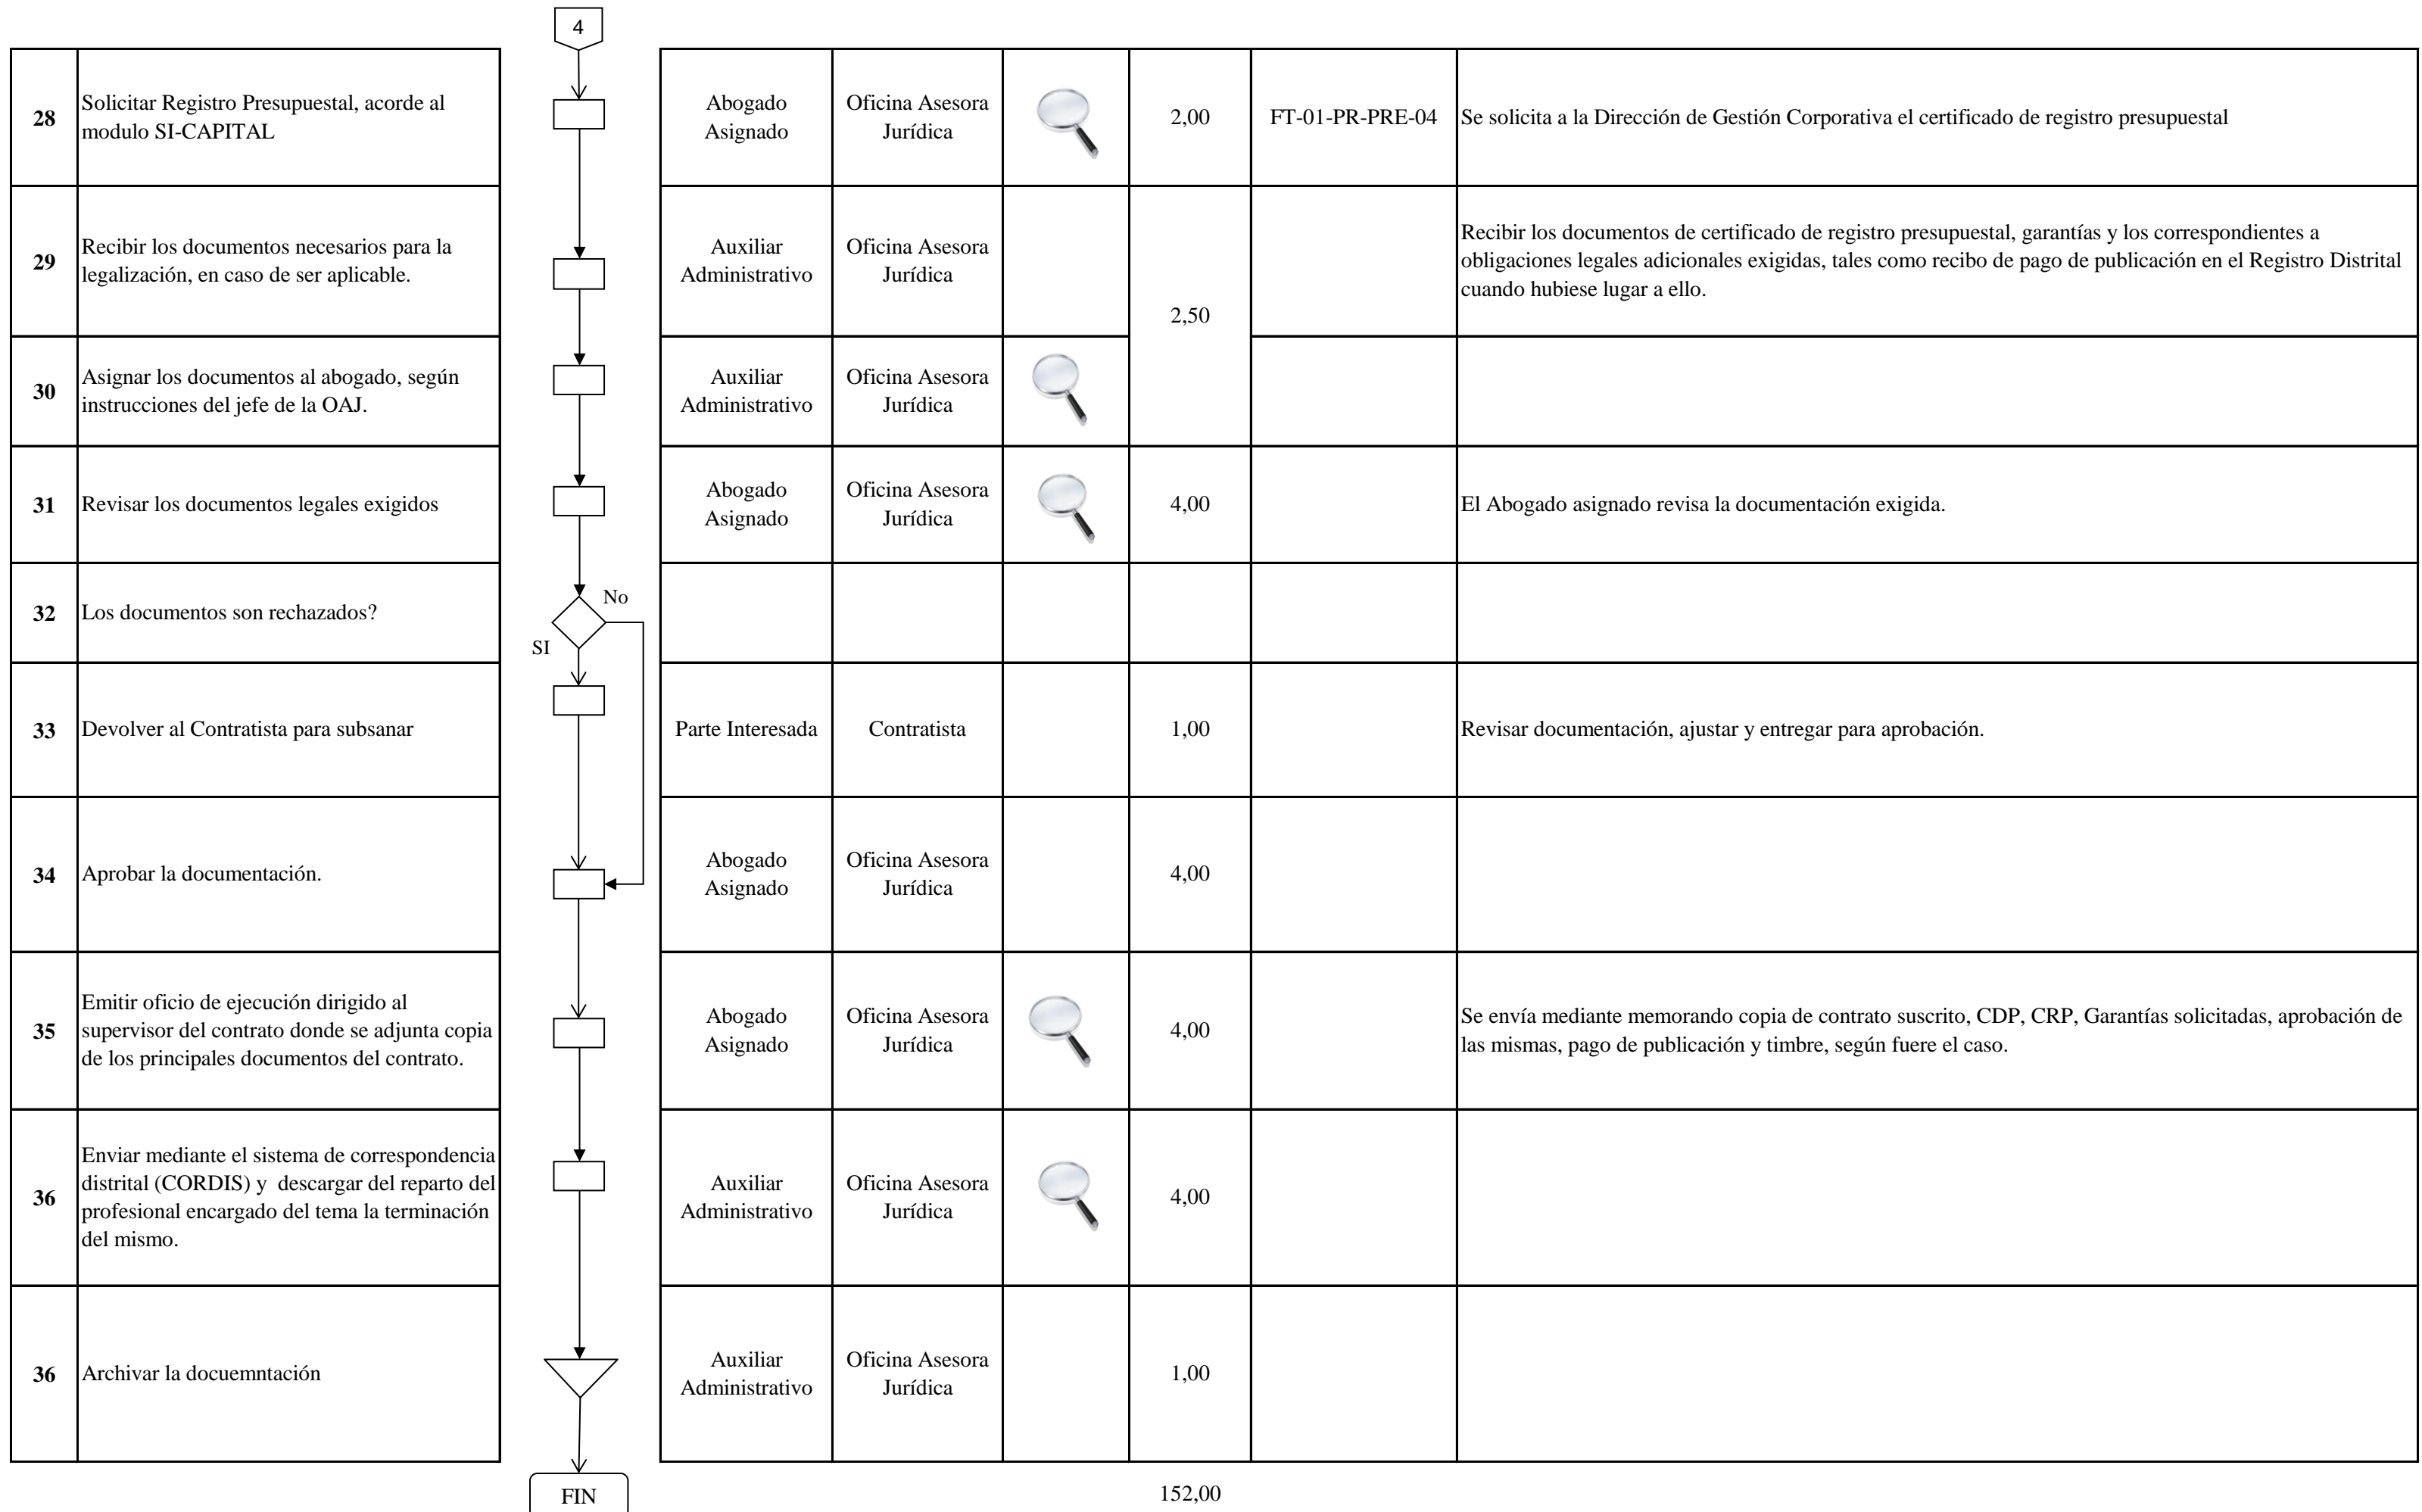 4
28
Solicitar Registro Presupuestal, acorde al
modulo SI-CAPITAL
Abogado
Asignado
Oficina Asesora
Jurídica
2,00
FT-01-PR-PRE-04
Se solicita a la Dirección de Gestión Corporativa el certificado de registro presupuestal
29
Recibir los documentos necesarios para la
legalización, en caso de ser aplicable.
Auxiliar
Administrativo
Oficina Asesora
Jurídica
2,50
Recibir los documentos de certificado de registro presupuestal, garantías y los correspondientes a
obligaciones legales adicionales exigidas, tales como recibo de pago de publicación en el Registro Distrital
cuando hubiese lugar a ello.
30
Asignar los documentos al abogado, según
instrucciones del jefe de la OAJ.
Auxiliar
Administrativo
Oficina Asesora
Jurídica
31
Revisar los documentos legales exigidos
Abogado
Asignado
Oficina Asesora
Jurídica
4,00
El Abogado asignado revisa la documentación exigida.
32
Los documentos son rechazados?
No
SI
33
Devolver al Contratista para subsanar
Parte Interesada
Contratista
1,00
Revisar documentación, ajustar y entregar para aprobación.
34
Aprobar la documentación.
Abogado
Asignado
Oficina Asesora
Jurídica
4,00
35
Emitir oficio de ejecución dirigido al
supervisor del contrato donde se adjunta copia
de los principales documentos del contrato.
Abogado
Asignado
Oficina Asesora
Jurídica
4,00
Se envía mediante memorando copia de contrato suscrito, CDP, CRP, Garantías solicitadas, aprobación de
las mismas, pago de publicación y timbre, según fuere el caso.
36
Enviar mediante el sistema de correspondencia
distrital (CORDIS) y  descargar del reparto del
profesional encargado del tema la terminación
del mismo.
Auxiliar
Administrativo
Oficina Asesora
Jurídica
4,00
36
Archivar la docuemntación
Auxiliar
Administrativo
Oficina Asesora
Jurídica
1,00
FIN
152,00